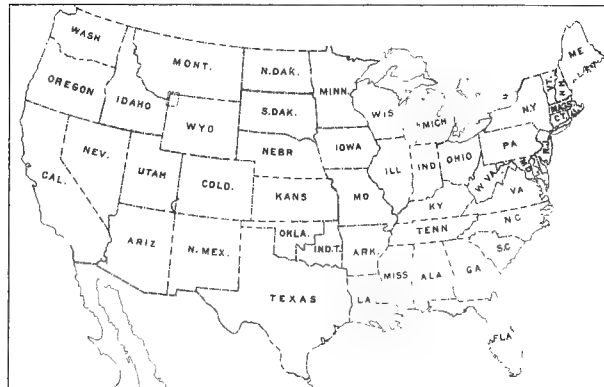 WASH
OREGON
CAL.
NEV.
IDAHO
MONT.
WYO
UTAH
ARIZ
COLO.
N. MEX.
N.DAK.
S.DAK.
NEBR
KANS
OKLA.
IND.T.
TEXAS
MINN.
IOWA
MO
ARK.
LA
WIS
ILL
MICH
IND
OHIO
KY
TENN
MISS
ALA
GA
FLA
S.C
N.C
VA
W.VA.
PA
N.Y
VT.
N.H.
ME
MASS
CT.
N.J.